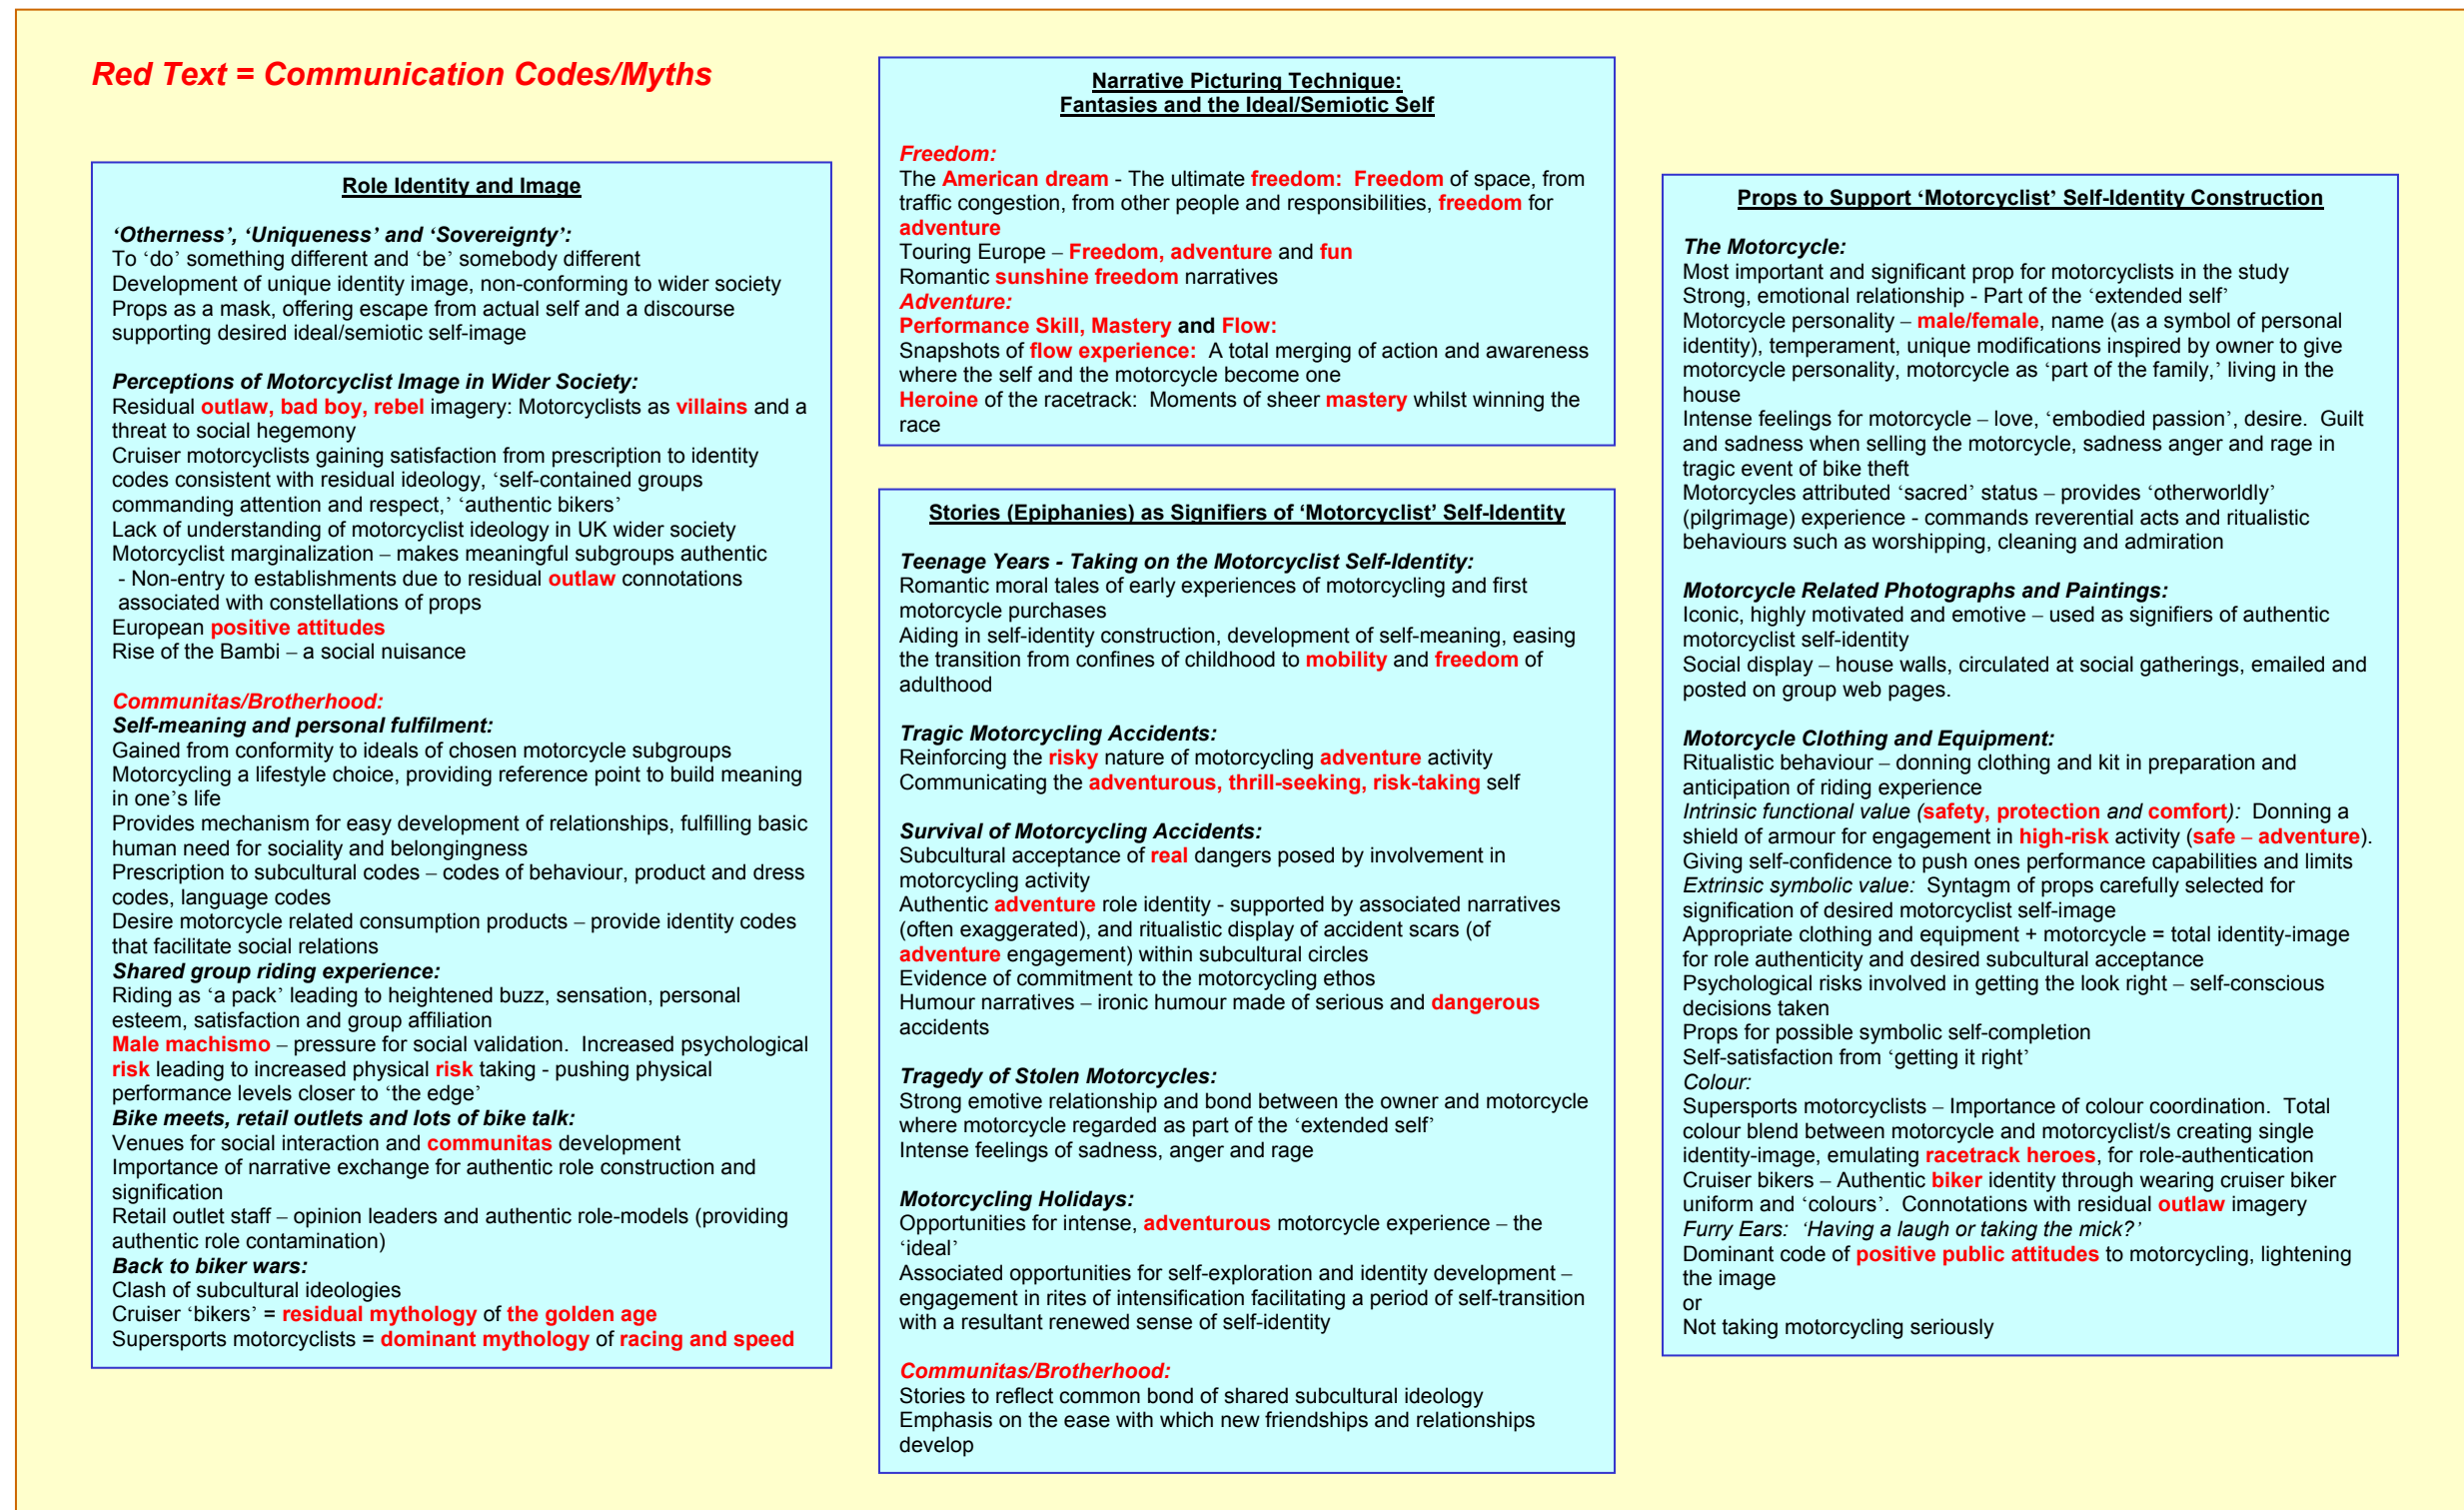 Red Text = Communication Codes/Myths
Role Identity and Image
‘Otherness’, ‘Uniqueness’ and ‘Sovereignty’:
To ‘do’ something different and ‘be’ somebody different
Development of unique identity image, non-conforming to wider society
Props as a mask, offering escape from actual self and a discourse
supporting desired ideal/semiotic self-image
Perceptions of Motorcyclist Image in Wider Society:
Residual outlaw, bad boy, rebel imagery: Motorcyclists as villains and a
threat to social hegemony
Cruiser motorcyclists gaining satisfaction from prescription to identity
codes consistent with residual ideology, ‘self-contained groups
commanding attention and respect,’ ‘authentic bikers’
Lack of understanding of motorcyclist ideology in UK wider society
Motorcyclist marginalization – makes meaningful subgroups authentic
- Non-entry to establishments due to residual outlaw connotations
associated with constellations of props
European positive attitudes
Rise of the Bambi – a social nuisance
Communitas/Brotherhood:
Self-meaning and personal fulfilment:
Gained from conformity to ideals of chosen motorcycle subgroups
Motorcycling a lifestyle choice, providing reference point to build meaning
in one’s life
Provides mechanism for easy development of relationships, fulfilling basic
human need for sociality and belongingness
Prescription to subcultural codes – codes of behaviour, product and dress
codes, language codes
Desire motorcycle related consumption products – provide identity codes
that facilitate social relations
Shared group riding experience:
Riding as ‘a pack’ leading to heightened buzz, sensation, personal
esteem, satisfaction and group affiliation
Male machismo – pressure for social validation.  Increased psychological
risk leading to increased physical risk taking - pushing physical
performance levels closer to ‘the edge’
Bike meets, retail outlets and lots of bike talk:
Venues for social interaction and communitas development
Importance of narrative exchange for authentic role construction and
signification
Retail outlet staff – opinion leaders and authentic role-models (providing
authentic role contamination)
Back to biker wars:
Clash of subcultural ideologies
Cruiser ‘bikers’ = residual mythology of the golden age
Supersports motorcyclists = dominant mythology of racing and speed
Narrative Picturing Technique:
Fantasies and the Ideal/Semiotic Self
Freedom:
The American dream - The ultimate freedom:  Freedom of space, from
traffic congestion, from other people and responsibilities, freedom for
adventure
Touring Europe – Freedom, adventure and fun
Romantic sunshine freedom narratives
Adventure:
Performance Skill, Mastery and Flow:
Snapshots of flow experience:  A total merging of action and awareness
where the self and the motorcycle become one
Heroine of the racetrack:  Moments of sheer mastery whilst winning the
race
Stories (Epiphanies) as Signifiers of ‘Motorcyclist’ Self-Identity
Teenage Years - Taking on the Motorcyclist Self-Identity:
Romantic moral tales of early experiences of motorcycling and first
motorcycle purchases
Aiding in self-identity construction, development of self-meaning, easing
the transition from confines of childhood to mobility and freedom of
adulthood
Tragic Motorcycling Accidents:
Reinforcing the risky nature of motorcycling adventure activity
Communicating the adventurous, thrill-seeking, risk-taking self
Survival of Motorcycling Accidents:
Subcultural acceptance of real dangers posed by involvement in
motorcycling activity
Authentic adventure role identity - supported by associated narratives
(often exaggerated), and ritualistic display of accident scars (of
adventure engagement) within subcultural circles
Evidence of commitment to the motorcycling ethos
Humour narratives – ironic humour made of serious and dangerous
accidents
Tragedy of Stolen Motorcycles:
Strong emotive relationship and bond between the owner and motorcycle
where motorcycle regarded as part of the ‘extended self’
Intense feelings of sadness, anger and rage
Motorcycling Holidays:
Opportunities for intense, adventurous motorcycle experience – the
‘ideal’
Associated opportunities for self-exploration and identity development –
engagement in rites of intensification facilitating a period of self-transition
with a resultant renewed sense of self-identity
Communitas/Brotherhood:
Stories to reflect common bond of shared subcultural ideology
Emphasis on the ease with which new friendships and relationships
develop
Props to Support ‘Motorcyclist’ Self-Identity Construction
The Motorcycle:
Most important and significant prop for motorcyclists in the study
Strong, emotional relationship - Part of the ‘extended self’
Motorcycle personality – male/female, name (as a symbol of personal
identity), temperament, unique modifications inspired by owner to give
motorcycle personality, motorcycle as ‘part of the family,’ living in the
house
Intense feelings for motorcycle – love, ‘embodied passion’, desire.  Guilt
and sadness when selling the motorcycle, sadness anger and rage in
tragic event of bike theft
Motorcycles attributed ‘sacred’ status – provides ‘otherworldly’
(pilgrimage) experience - commands reverential acts and ritualistic
behaviours such as worshipping, cleaning and admiration
Motorcycle Related Photographs and Paintings:
Iconic, highly motivated and emotive – used as signifiers of authentic
motorcyclist self-identity
Social display – house walls, circulated at social gatherings, emailed and
posted on group web pages.
Motorcycle Clothing and Equipment:
Ritualistic behaviour – donning clothing and kit in preparation and
anticipation of riding experience
Intrinsic functional value (safety, protection and comfort):  Donning a
shield of armour for engagement in high-risk activity (safe – adventure).
Giving self-confidence to push ones performance capabilities and limits
Extrinsic symbolic value:  Syntagm of props carefully selected for
signification of desired motorcyclist self-image
Appropriate clothing and equipment + motorcycle = total identity-image
for role authenticity and desired subcultural acceptance
Psychological risks involved in getting the look right – self-conscious
decisions taken
Props for possible symbolic self-completion
Self-satisfaction from ‘getting it right’
Colour:
Supersports motorcyclists – Importance of colour coordination.  Total
colour blend between motorcycle and motorcyclist/s creating single
identity-image, emulating racetrack heroes, for role-authentication
Cruiser bikers – Authentic biker identity through wearing cruiser biker
uniform and ‘colours’.  Connotations with residual outlaw imagery
Furry Ears:  ‘Having a laugh or taking the mick?’
Dominant code of positive public attitudes to motorcycling, lightening
the image
or
Not taking motorcycling seriously